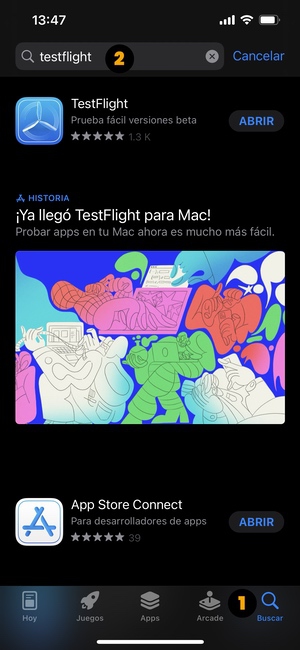 13:47
testflight
2
Cancelar
TestFlight
Prueba fácil versiones beta
1.3 K
ABRIR
HISTORIA
¡Ya llegó TestFlight para Mac!
Probar apps en tu Mac ahora es mucho más fácil.
App Store Connect
Para desarrolladores de apps
39
ABRIR
1
Hoy
Juegos
Apps
Arcade
Buscar